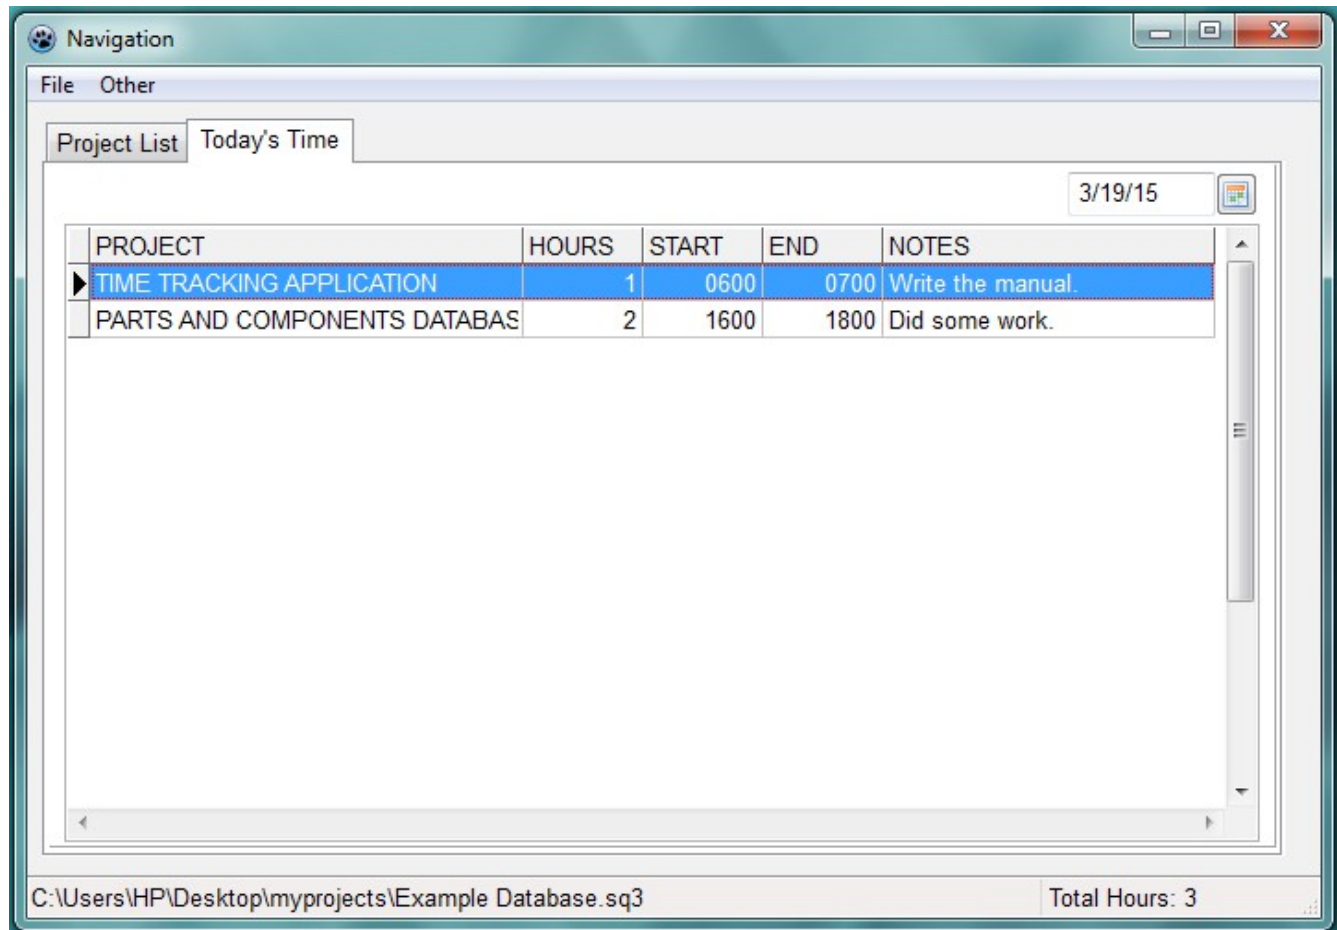 Navigation
File Other
Project List Today's Time
3/19/15
PROJECT HOURS START END NOTES
TIME TRACKING APPLICATION 1 0600 0700 Write the manual.
PARTS AND COMPONENTS DATABAS 2 1600 1800 Did some work.
C:\Users\HP\Desktop\myprojects\Example Database.sq3 Total Hours: 3